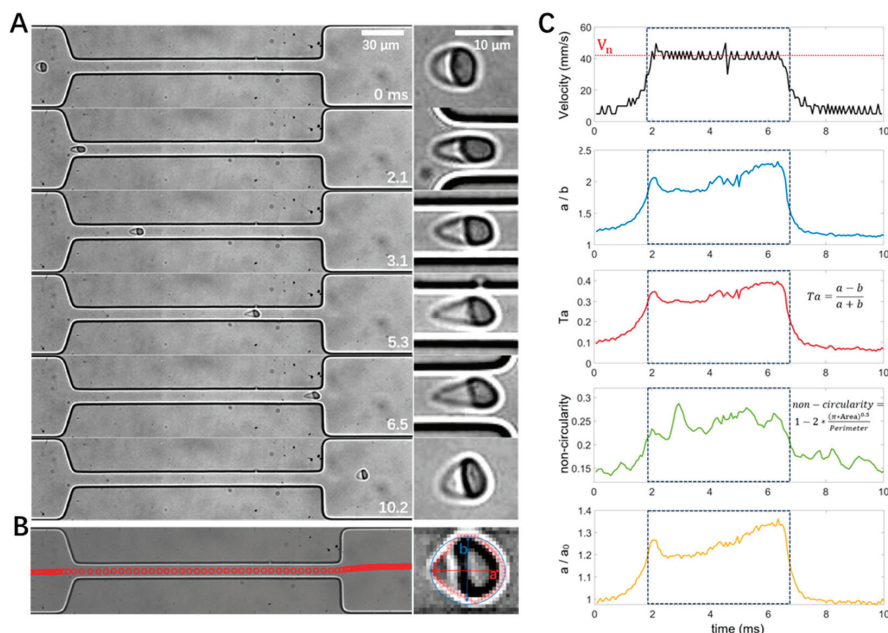 A
30 µm
10 µm
0 ms
2.1
3.1
5.3
6.5
10.2
B
b
a
C
Velocity (mm/s)
60
40
20
0
V_n
0 2 4 6 8 10
a / b
2.5
2
1.5
1
0 2 4 6 8 10
Ta
0.4
0.3
0.2
0.1
0
Ta = (a − b)/(a + b)
0 2 4 6 8 10
non-circularity
0.3
0.25
0.2
0.15
non − circularity =
1 − 2 * (π*Area)^0.5/Perimeter
0 2 4 6 8 10
a / a₀
1.4
1.3
1.2
1.1
1
0 2 4 6 8 10
time (ms)